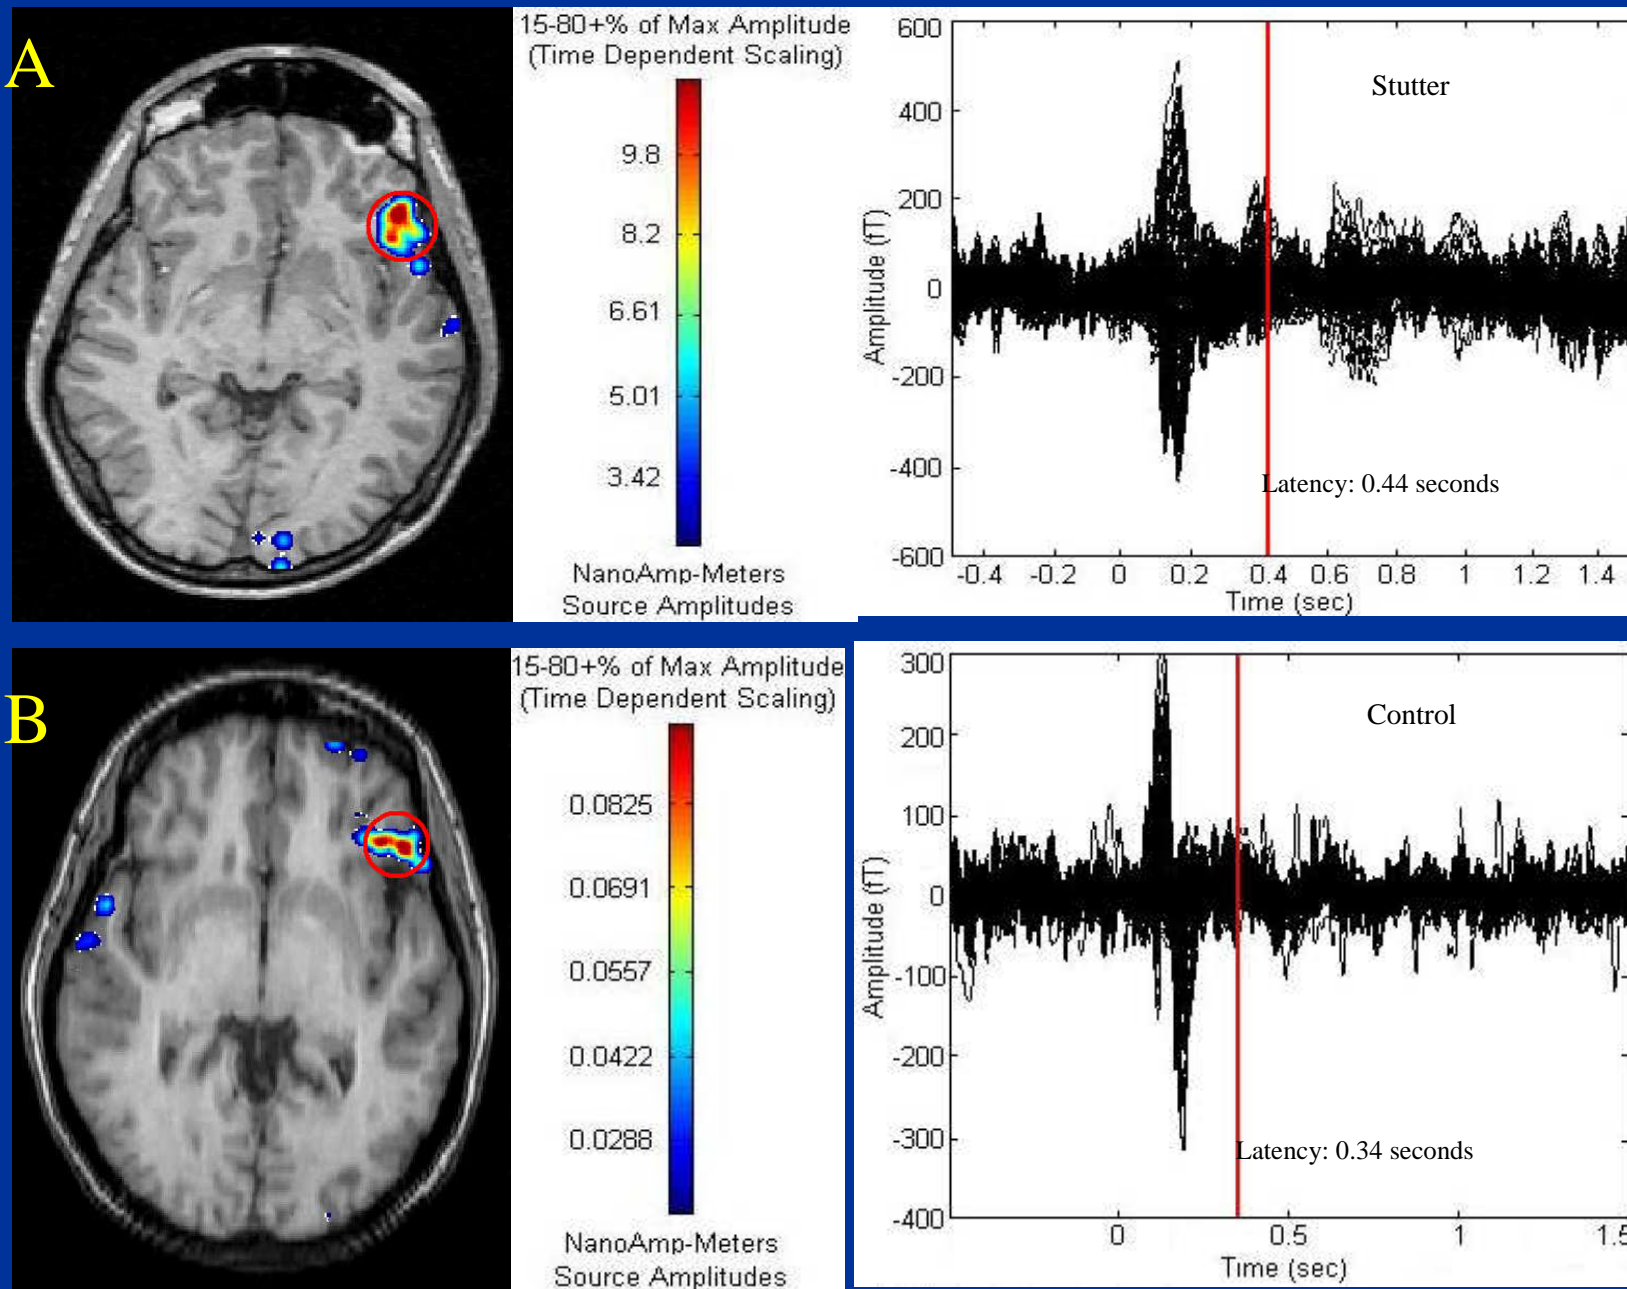 A
15-80+% of Max Amplitude
(Time Dependent Scaling)
9.8
8.2
6.61
5.01
3.42
NanoAmp-Meters
Source Amplitudes
600
400
200
0
-200
-400
-600
Amplitude (fT)
Stutter
Latency: 0.44 seconds
-0.4 -0.2 0 0.2 0.4 0.6 0.8 1 1.2 1.4
Time (sec)
B
15-80+% of Max Amplitude
(Time Dependent Scaling)
0.0825
0.0691
0.0557
0.0422
0.0288
NanoAmp-Meters
Source Amplitudes
300
200
100
0
-100
-200
-300
-400
Amplitude (fT)
Control
Latency: 0.34 seconds
0 0.5 1 1.5
Time (sec)